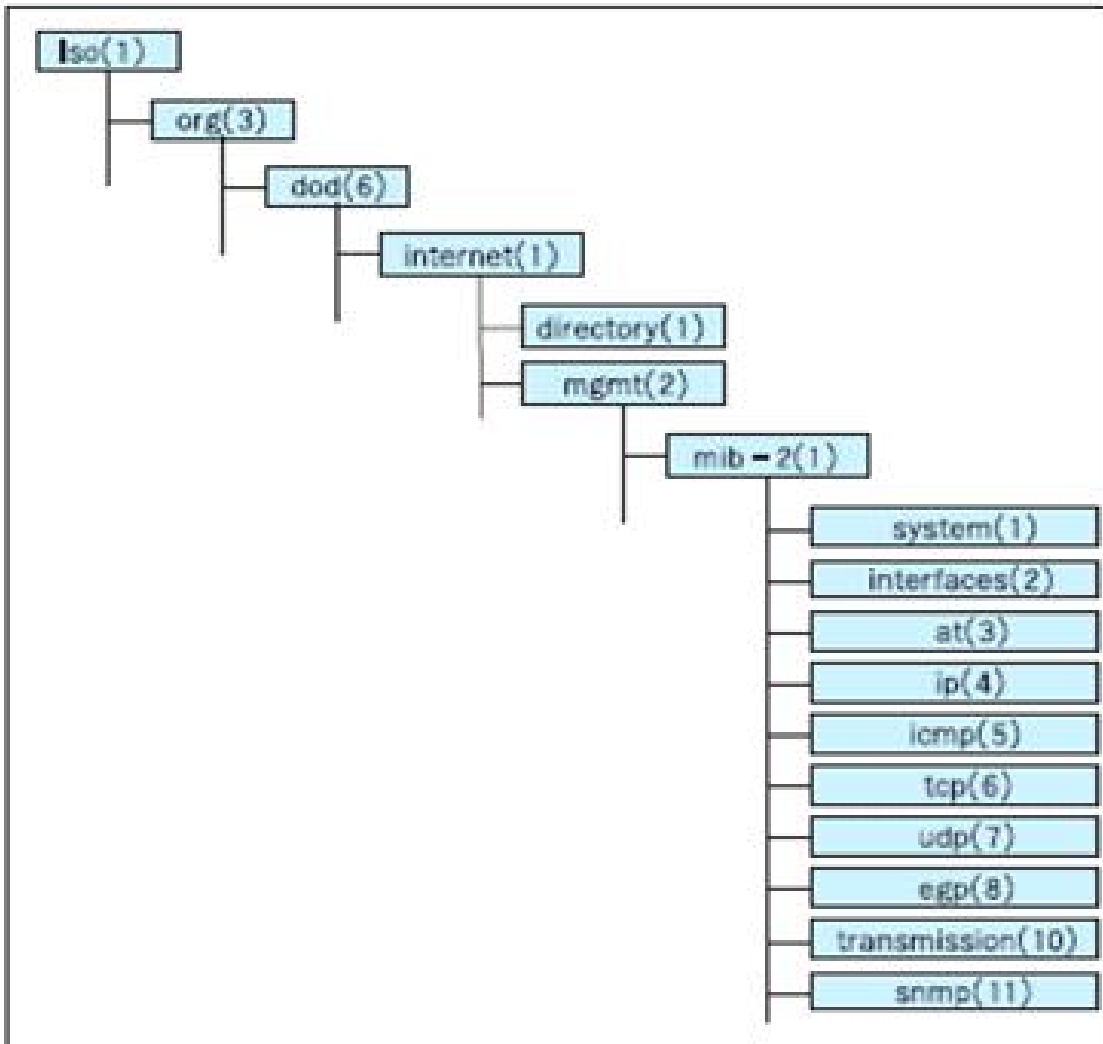 Iso(1)
org(3)
dod(6)
internet(1)
directory(1)
mgmt(2)
mib-2(1)
system(1)
interfaces(2)
at(3)
ip(4)
icmp(5)
tcp(6)
udp(7)
egp(8)
transmission(10)
snmp(11)